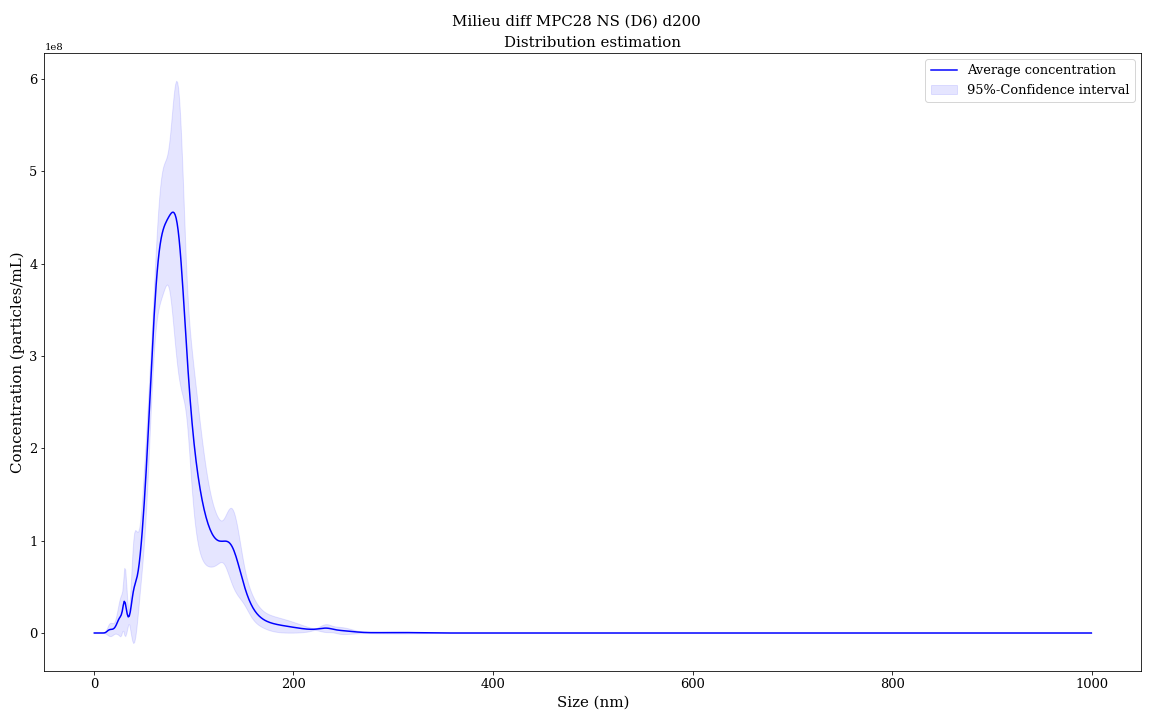 Milieu diff MPC28 NS (D6) d200
Distribution estimation
1e8
Average concentration
95%-Confidence interval
6
5
4
3
2
1
0
Concentration (particles/mL)
0 200 400 600 800 1000
Size (nm)